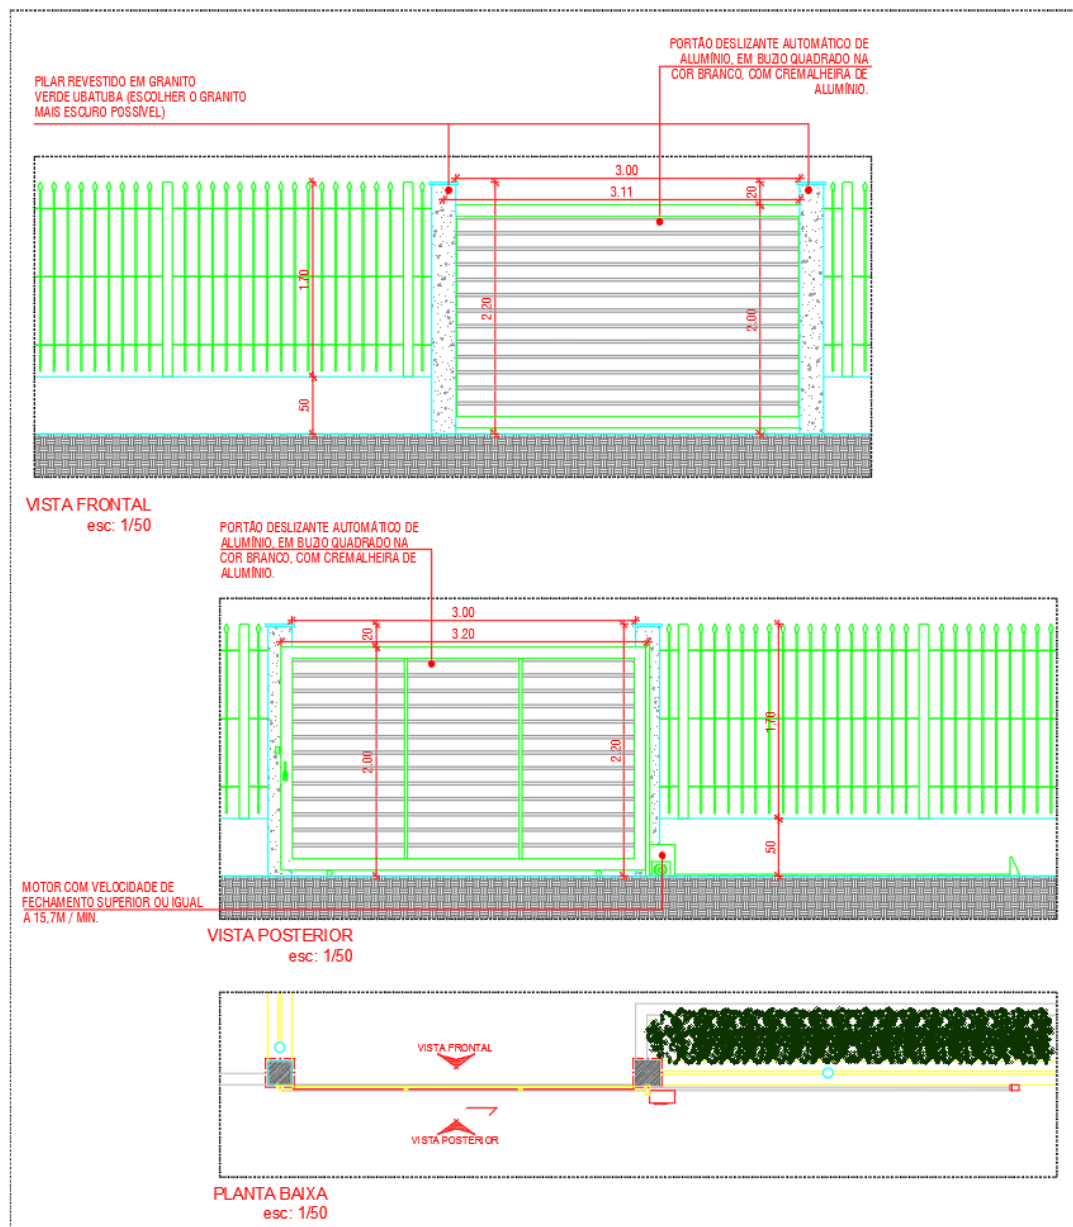 PORTÃO DESLIZANTE AUTOMÁTICO DE
ALUMÍNIO, EM BUZIO QUADRADO NA
COR BRANCO, COM CREMALHEIRA DE
ALUMÍNIO.
PILAR REVESTIDO EM GRANITO
VERDE UBATUBA (ESCOLHER O GRANITO
MAIS ESCURO POSSÍVEL)
3.00
3.11
20
1.70
2.20
2.00
50
VISTA FRONTAL
esc: 1/50
PORTÃO DESLIZANTE AUTOMÁTICO DE
ALUMÍNIO, EM BUZIO QUADRADO NA
COR BRANCO, COM CREMALHEIRA DE
ALUMÍNIO.
3.00
20
3.20
1.70
2.20
2.00
50
MOTOR COM VELOCIDADE DE
FECHAMENTO SUPERIOR OU IGUAL
A 15,7M / MIN.
VISTA POSTERIOR
esc: 1/50
VISTA FRONTAL
VISTA POSTERIOR
PLANTA BAIXA
esc: 1/50